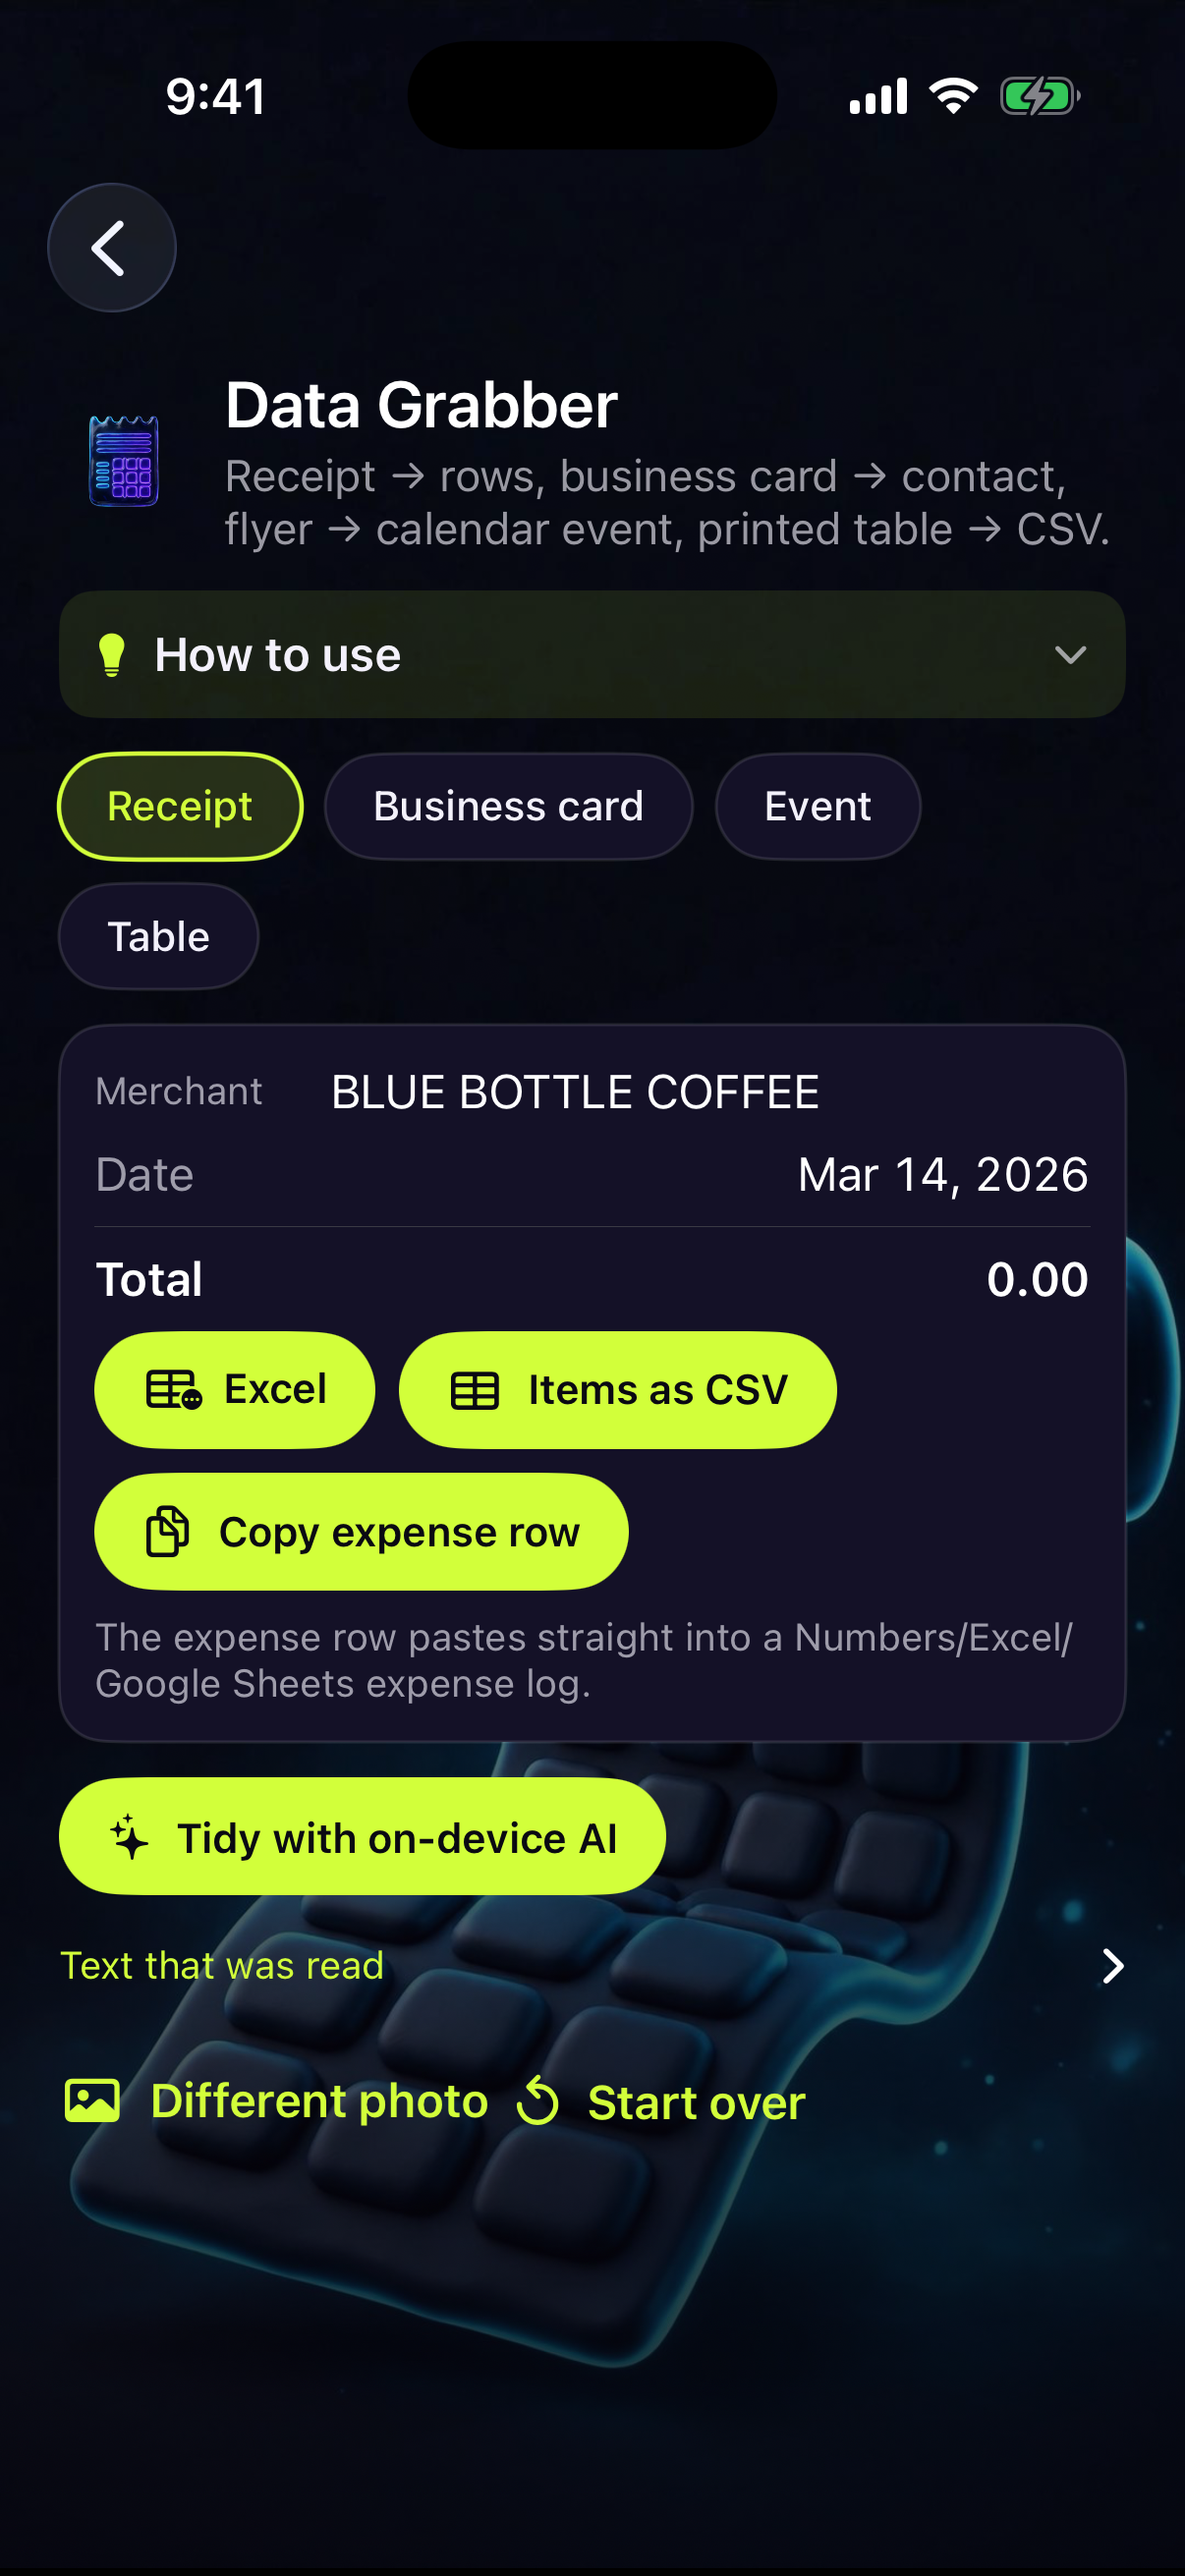 9:41
Data Grabber
Receipt → rows, business card → contact,
flyer → calendar event, printed table → CSV.
How to use
Receipt
Business card
Event
Table
Merchant BLUE BOTTLE COFFEE
Date Mar 14, 2026
Total 0.00
Excel
Items as CSV
Copy expense row
The expense row pastes straight into a Numbers/Excel/
Google Sheets expense log.
Tidy with on-device AI
Text that was read
Different photo
Start over